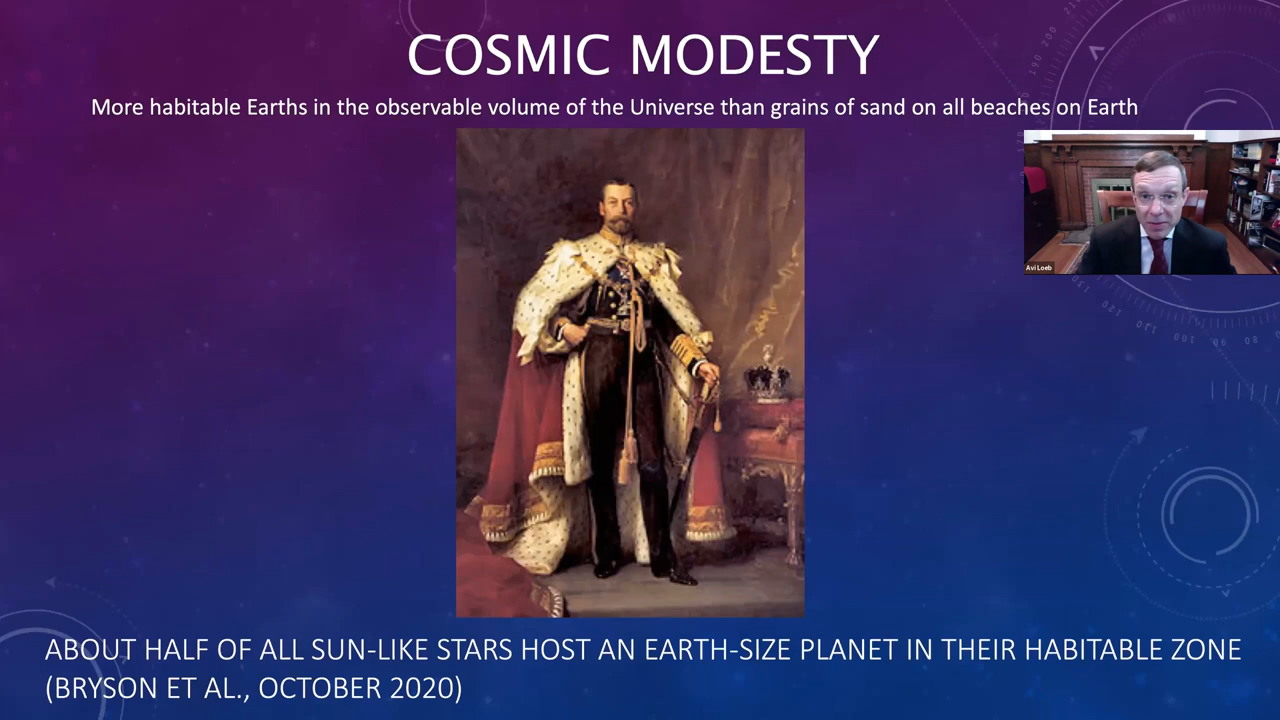 COSMIC MODESTY
More habitable Earths in the observable volume of the Universe than grains of sand on all beaches on Earth
Avi Loeb
ABOUT HALF OF ALL SUN-LIKE STARS HOST AN EARTH-SIZE PLANET IN THEIR HABITABLE ZONE
(BRYSON ET AL., OCTOBER 2020)